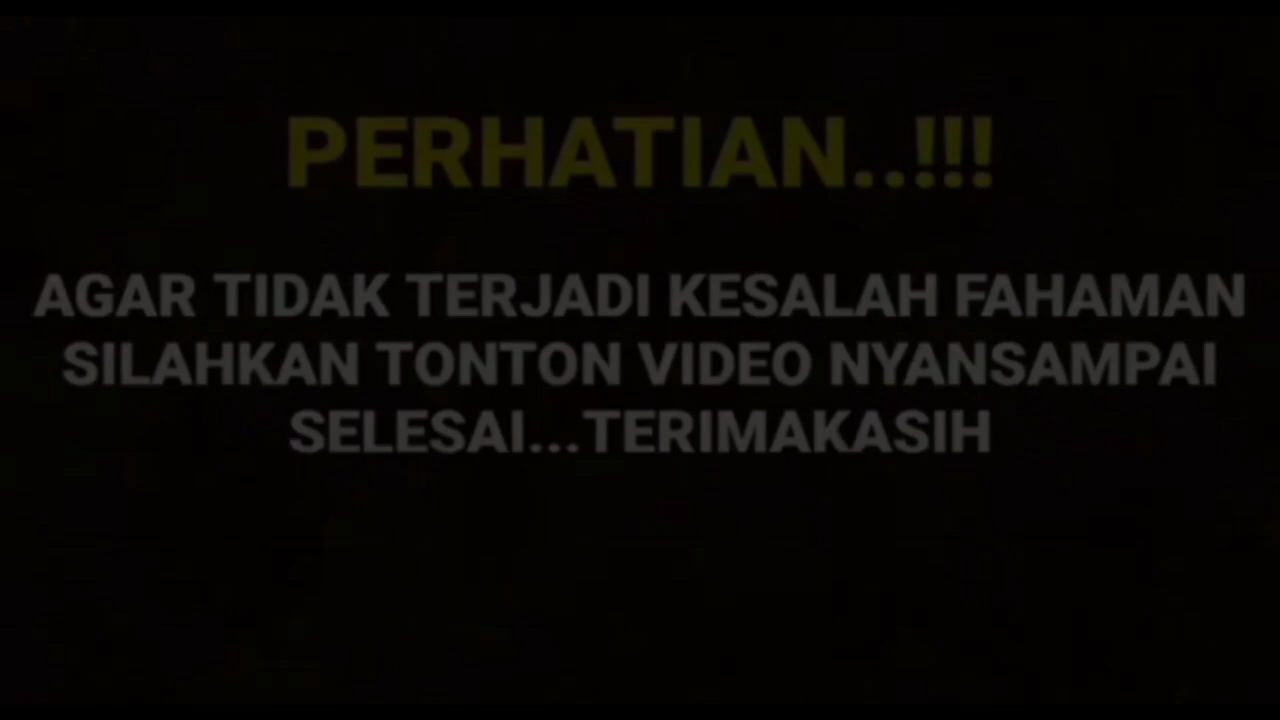 PERHATIAN..!!!
AGAR TIDAK TERJADI KESALAH FAHAMAN
SILAHKAN TONTON VIDEO NYANSAMPAI
SELESAI...TERIMAKASIH